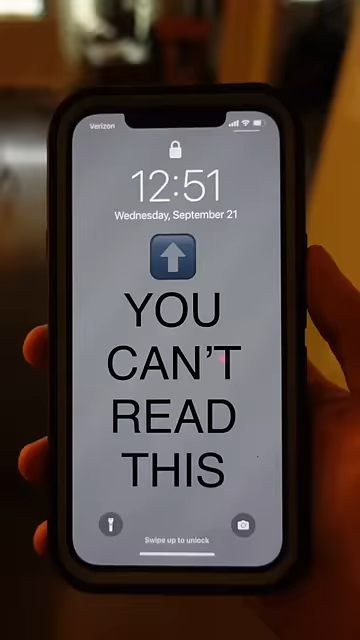 Verizon
12:51
Wednesday, September 21
YOU
CAN'T
READ
THIS
Swipe up to unlock